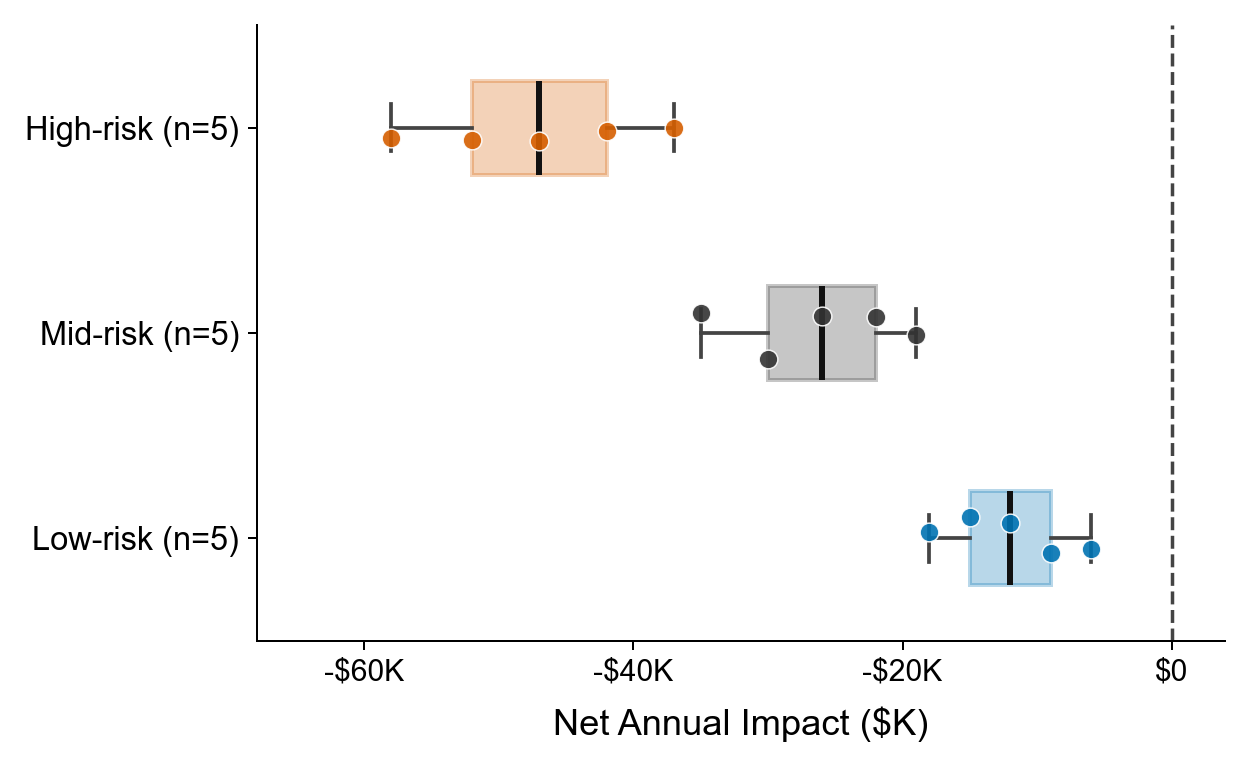 High-risk (n=5)
Mid-risk (n=5)
Low-risk (n=5)
-$60K -$40K -$20K $0
Net Annual Impact ($K)